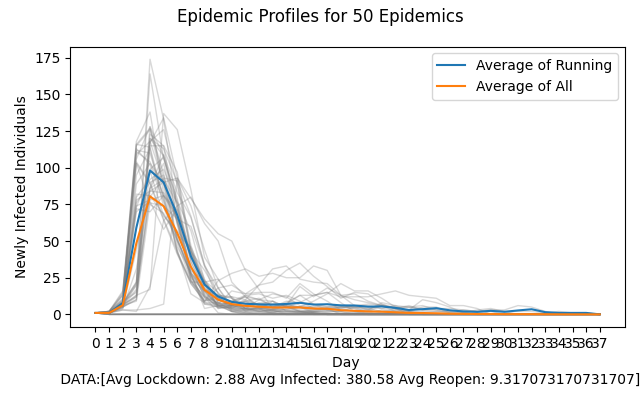 Epidemic Profiles for 50 Epidemics
175
150
125
100
75
50
25
0
Newly Infected Individuals
Average of Running
Average of All
0 1 2 3 4 5 6 7 8 9 10 11 12 13 14 15 16 17 18 19 20 21 22 23 24 25 26 27 28 29 30 31 32 33 34 35 36 37
Day
DATA:[Avg Lockdown: 2.88 Avg Infected: 380.58 Avg Reopen: 9.317073170731707]